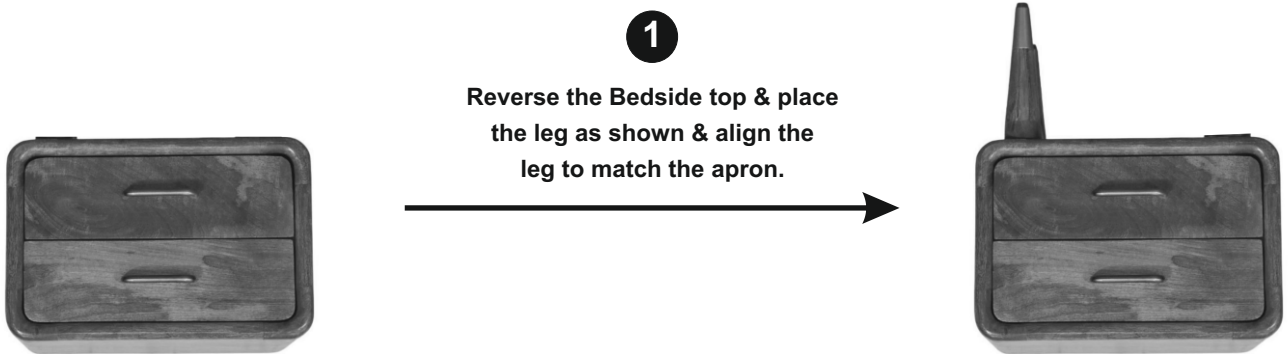 1
Reverse the Bedside top & place
the leg as shown & align the
leg to match the apron.